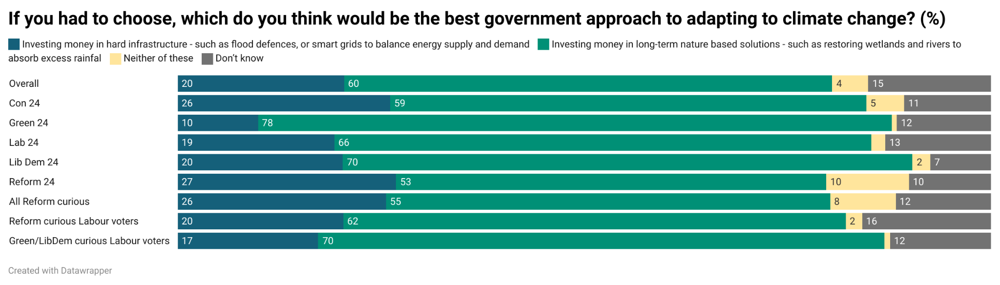 If you had to choose, which do you think would be the best government approach to adapting to climate change? (%)
Investing money in hard infrastructure - such as flood defences, or smart grids to balance energy supply and demand Investing money in long-term nature based solutions - such as restoring wetlands and rivers to
absorb excess rainfal Neither of these Don't know
Overall 20 60 4 15
Con 24 26 59 5 11
Green 24 10 78 12
Lab 24 19 66 13
Lib Dem 24 20 70 2 7
Reform 24 27 53 10 10
All Reform curious 26 55 8 12
Reform curious Labour voters 20 62 2 16
Green/LibDem curious Labour voters 17 70 12
Created with Datawrapper